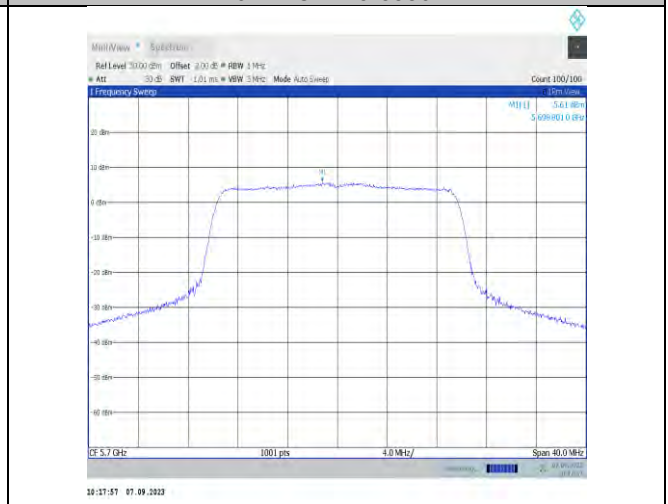 MultiView Spectrum
Ref Level 30.00 dBm Offset 2.00 dB RBW 1 MHz
Att 30 dB SWT 1.01 ms VBW 3 MHz Mode Auto Sweep Count 100/100
1 Frequency Sweep 1Rm View
M1[1] 5.61 dBm
20 dBm
10 dBm
M1
0 dBm
-10 dBm
-20 dBm
-30 dBm
-40 dBm
-50 dBm
-60 dBm
CF 5.7 GHz 1001 pts 4.0 MHz/ Span 40.0 MHz
10:17:57 07.09.2023